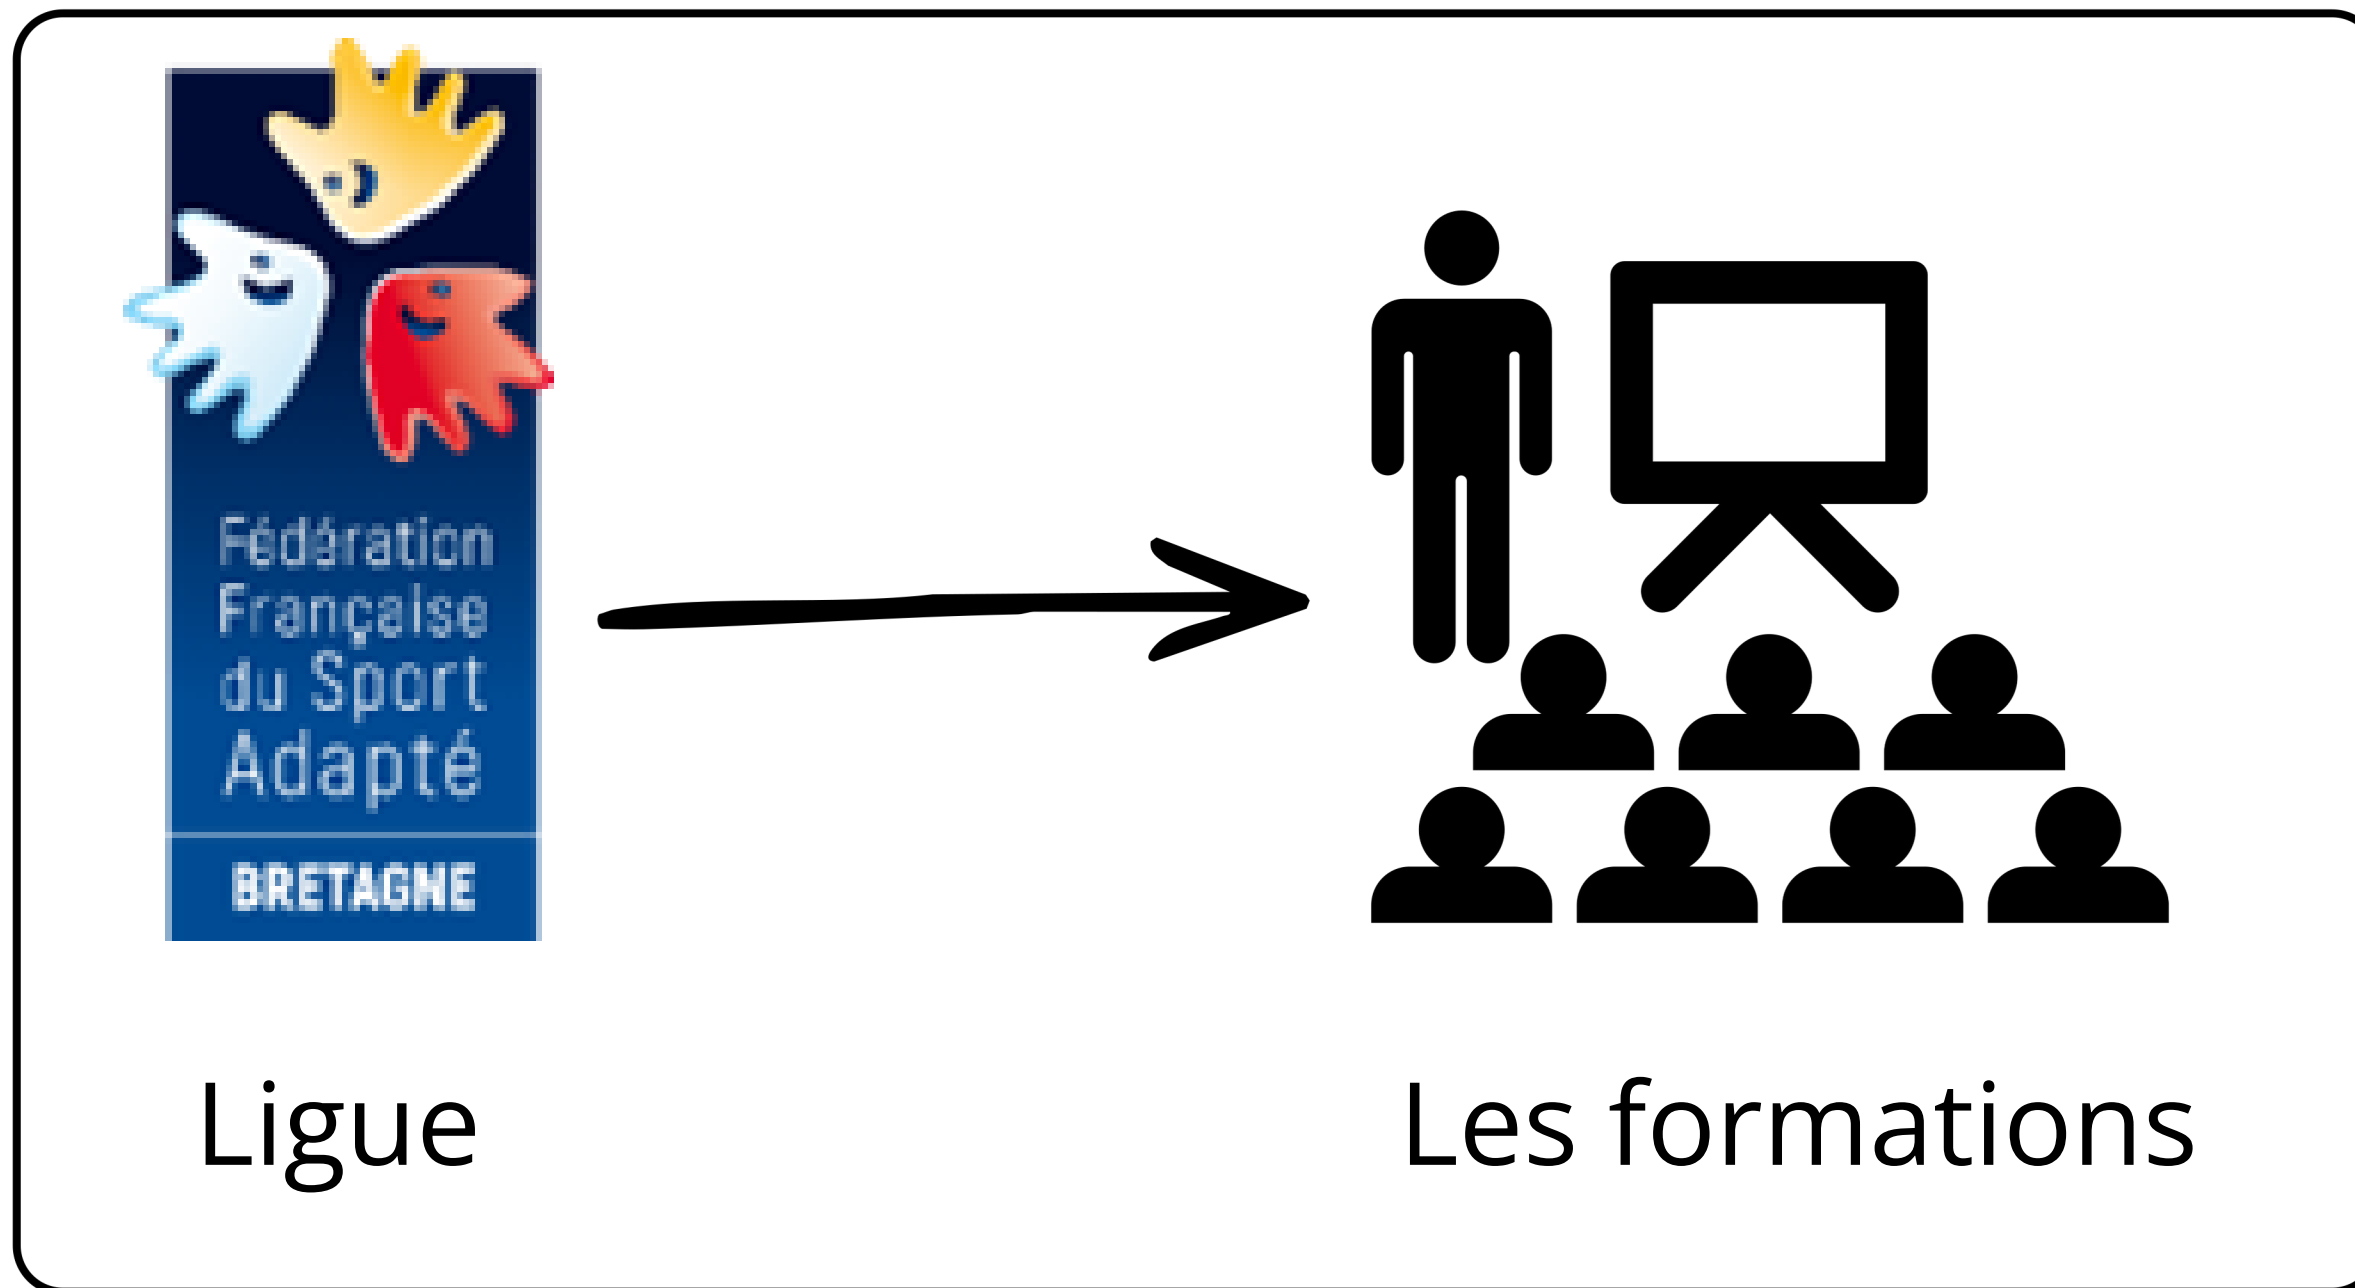 Fédération
Française
du Sport
Adapté
BRETAGNE
Ligue
Les formations